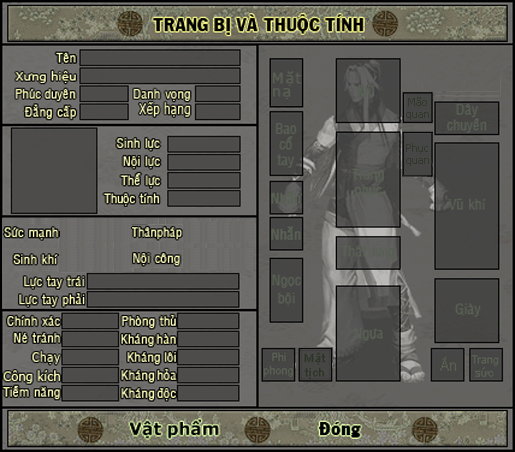 TRANG BỊ VÀ THUỘC TÍNH
Tên
Xưng hiệu
Phúc duyên
Danh vọng
Đẳng cấp
Xếp hạng
Sinh lực
Nội lực
Thể lực
Thuộc tính
Sức mạnh
Thânpháp
Sinh khí
Nội công
Lực tay trái
Lực tay phải
Chính xác
Phòng thủ
Né tránh
Kháng hàn
Chạy
Kháng lôi
Công kích
Kháng hỏa
Tiềm năng
Kháng độc
Mặt nạ
Bao cổ tay
Nhẫn
Nhẫn
Ngọc bội
Phi phong
Mật tịch
Ngựa
Phục quan
Dây chuyền
Vũ khí
Giày
Ấn
Trang sức
Vật phẩm
Đóng